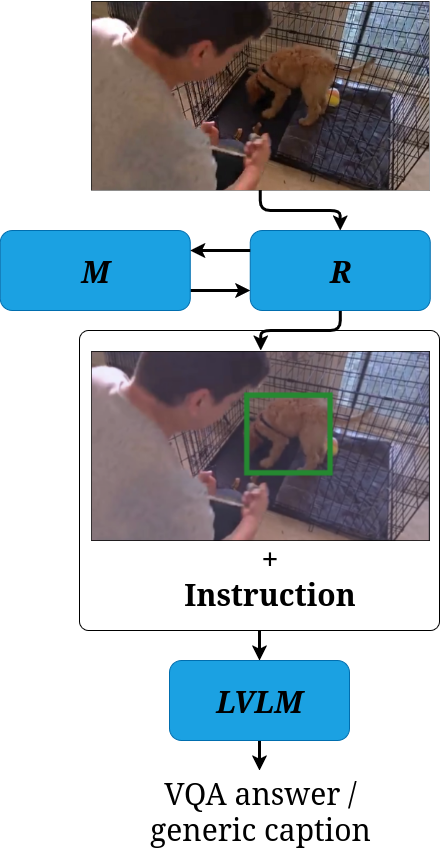 M
R
+
Instruction
LVLM
VQA answer /
generic caption